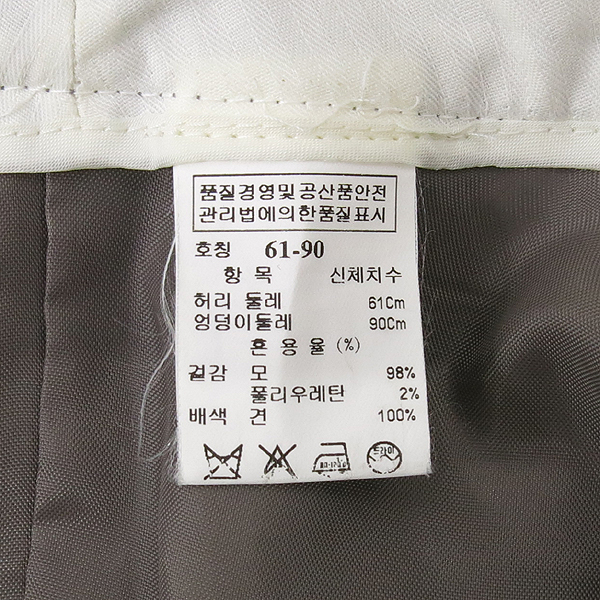 품질경영및공산품안전
관리법에의한품질표시
호칭 61-90
항 목 신체치수
허리 둘레 61Cm
엉덩이둘레 90Cm
혼 용 율 (%)
겉감 모 98%
폴리우레탄 2%
배색 견 100%
드라이